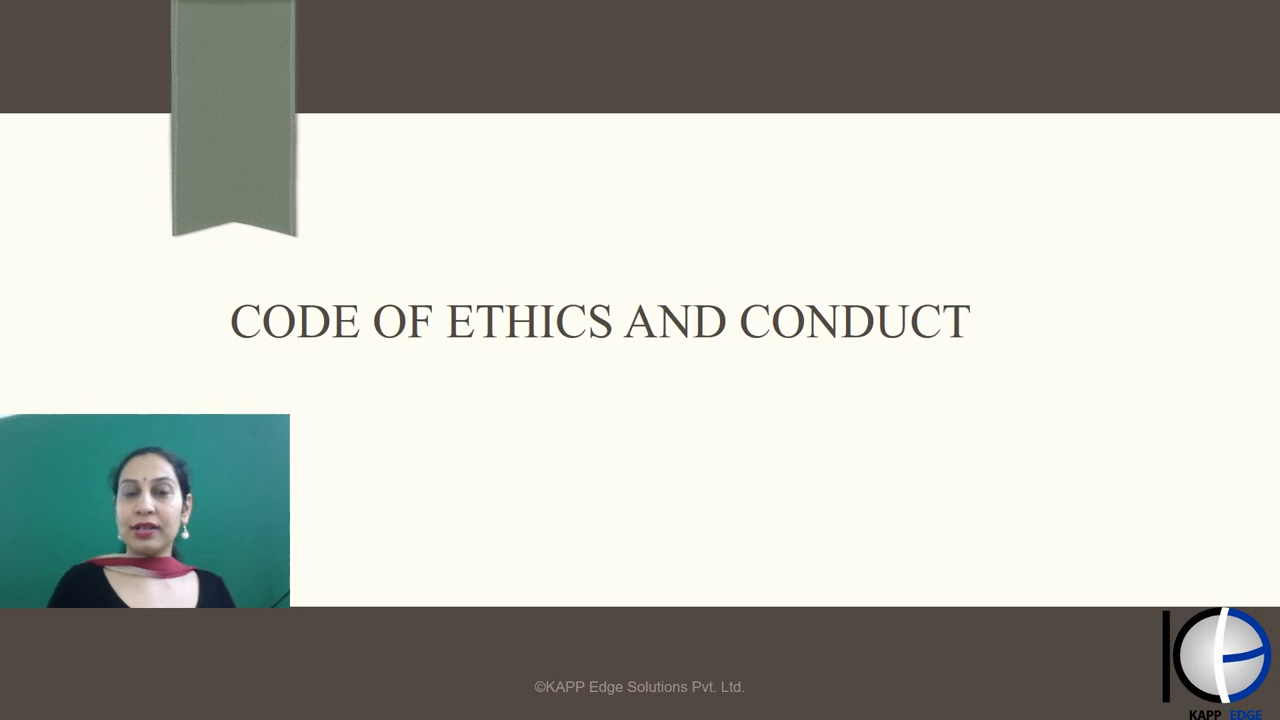 CODE OF ETHICS AND CONDUCT
©KAPP Edge Solutions Pvt. Ltd.
KAPP EDGE